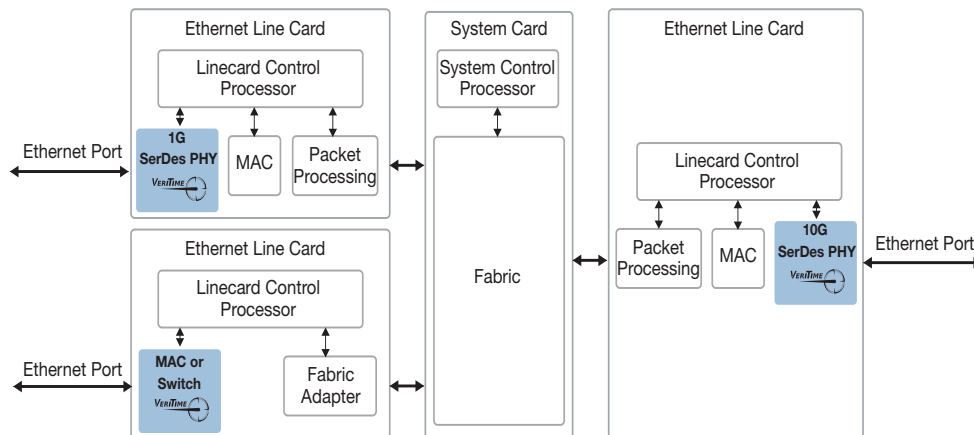 Ethernet Line Card
Linecard Control
Processor
1G
SerDes PHY
VERITIME
MAC
Packet
Processing
Ethernet Port
Ethernet Line Card
Linecard Control
Processor
MAC or
Switch
VERITIME
Fabric
Adapter
Ethernet Port
System Card
System Control
Processor
Fabric
Ethernet Line Card
Linecard Control
Processor
Packet
Processing
MAC
10G
SerDes PHY
VERITIME
Ethernet Port